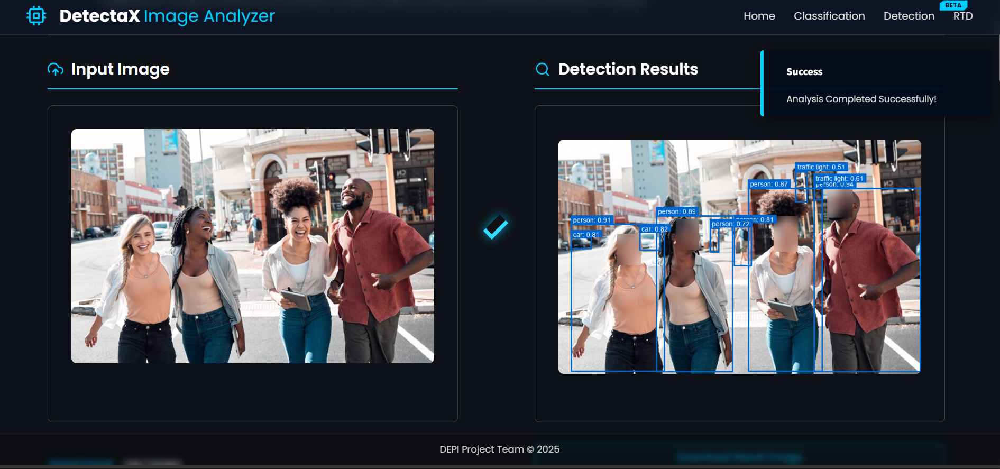 DetectaX Image Analyzer
Home
Classification
Detection
BETA
RTD
Input Image
Detection Results
Success
Analysis Completed Successfully!
traffic light: 0.51
traffic light: 0.61
person: 0.94
person: 0.87
person: 0.89
person: 0.91
person: 0.81
person: 0.72
car: 0.82
car: 0.81
DEPI Project Team © 2025